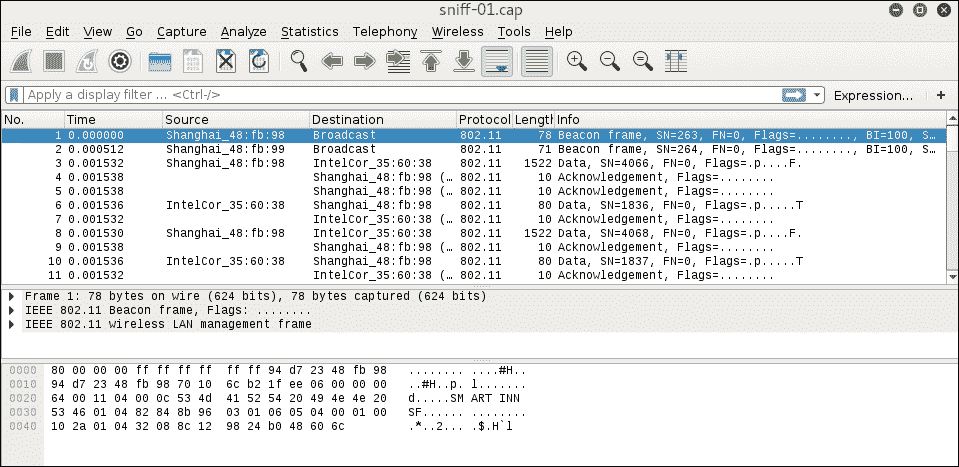 sniff-01.cap
File Edit View Go Capture Analyze Statistics Telephony Wireless Tools Help
Apply a display filter ... <Ctrl-/> Expression... +
No. Time Source Destination Protocol Length Info
1 0.000000 Shanghai_48:fb:98 Broadcast 802.11 78 Beacon frame, SN=263, FN=0, Flags=........, BI=100, S…
2 0.000512 Shanghai_48:fb:99 Broadcast 802.11 71 Beacon frame, SN=264, FN=0, Flags=........, BI=100, S…
3 0.001538 Shanghai_48:fb:98 IntelCor_35:60:38 802.11 1522 Data, SN=4066, FN=0, Flags=.p....F.
4 0.001538 Shanghai_48:fb:98 (… 802.11 10 Acknowledgement, Flags=........
5 0.001538 Shanghai_48:fb:98 (… 802.11 10 Acknowledgement, Flags=........
6 0.001536 IntelCor_35:60:38 Shanghai_48:fb:98 802.11 80 Data, SN=1836, FN=0, Flags=.p.....T
7 0.001532 IntelCor_35:60:38 (… 802.11 10 Acknowledgement, Flags=........
8 0.001530 Shanghai_48:fb:98 IntelCor_35:60:38 802.11 1522 Data, SN=4068, FN=0, Flags=.p....F.
9 0.001538 Shanghai_48:fb:98 (… 802.11 10 Acknowledgement, Flags=........
10 0.001536 IntelCor_35:60:38 Shanghai_48:fb:98 802.11 80 Data, SN=1837, FN=0, Flags=.p.....T
11 0.001532 IntelCor_35:60:38 (… 802.11 10 Acknowledgement, Flags=........
Frame 1: 78 bytes on wire (624 bits), 78 bytes captured (624 bits)
IEEE 802.11 Beacon frame, Flags: ........
IEEE 802.11 wireless LAN management frame
0000 80 00 00 00 ff ff ff ff ff ff 94 d7 23 48 fb 98 ........ ....#H..
0010 94 d7 23 48 fb 98 70 10 6c b2 1f ee 06 00 00 00 ..#H..p. l.......
0020 64 00 11 04 00 0c 53 4d 41 52 54 20 49 4e 4e 20 d.....SM ART INN
0030 53 46 01 04 82 84 8b 96 03 01 06 05 04 00 01 00 SF...... ........
0040 10 2a 01 04 32 08 8c 12 98 24 b0 48 60 6c .*..2... .$.H`l